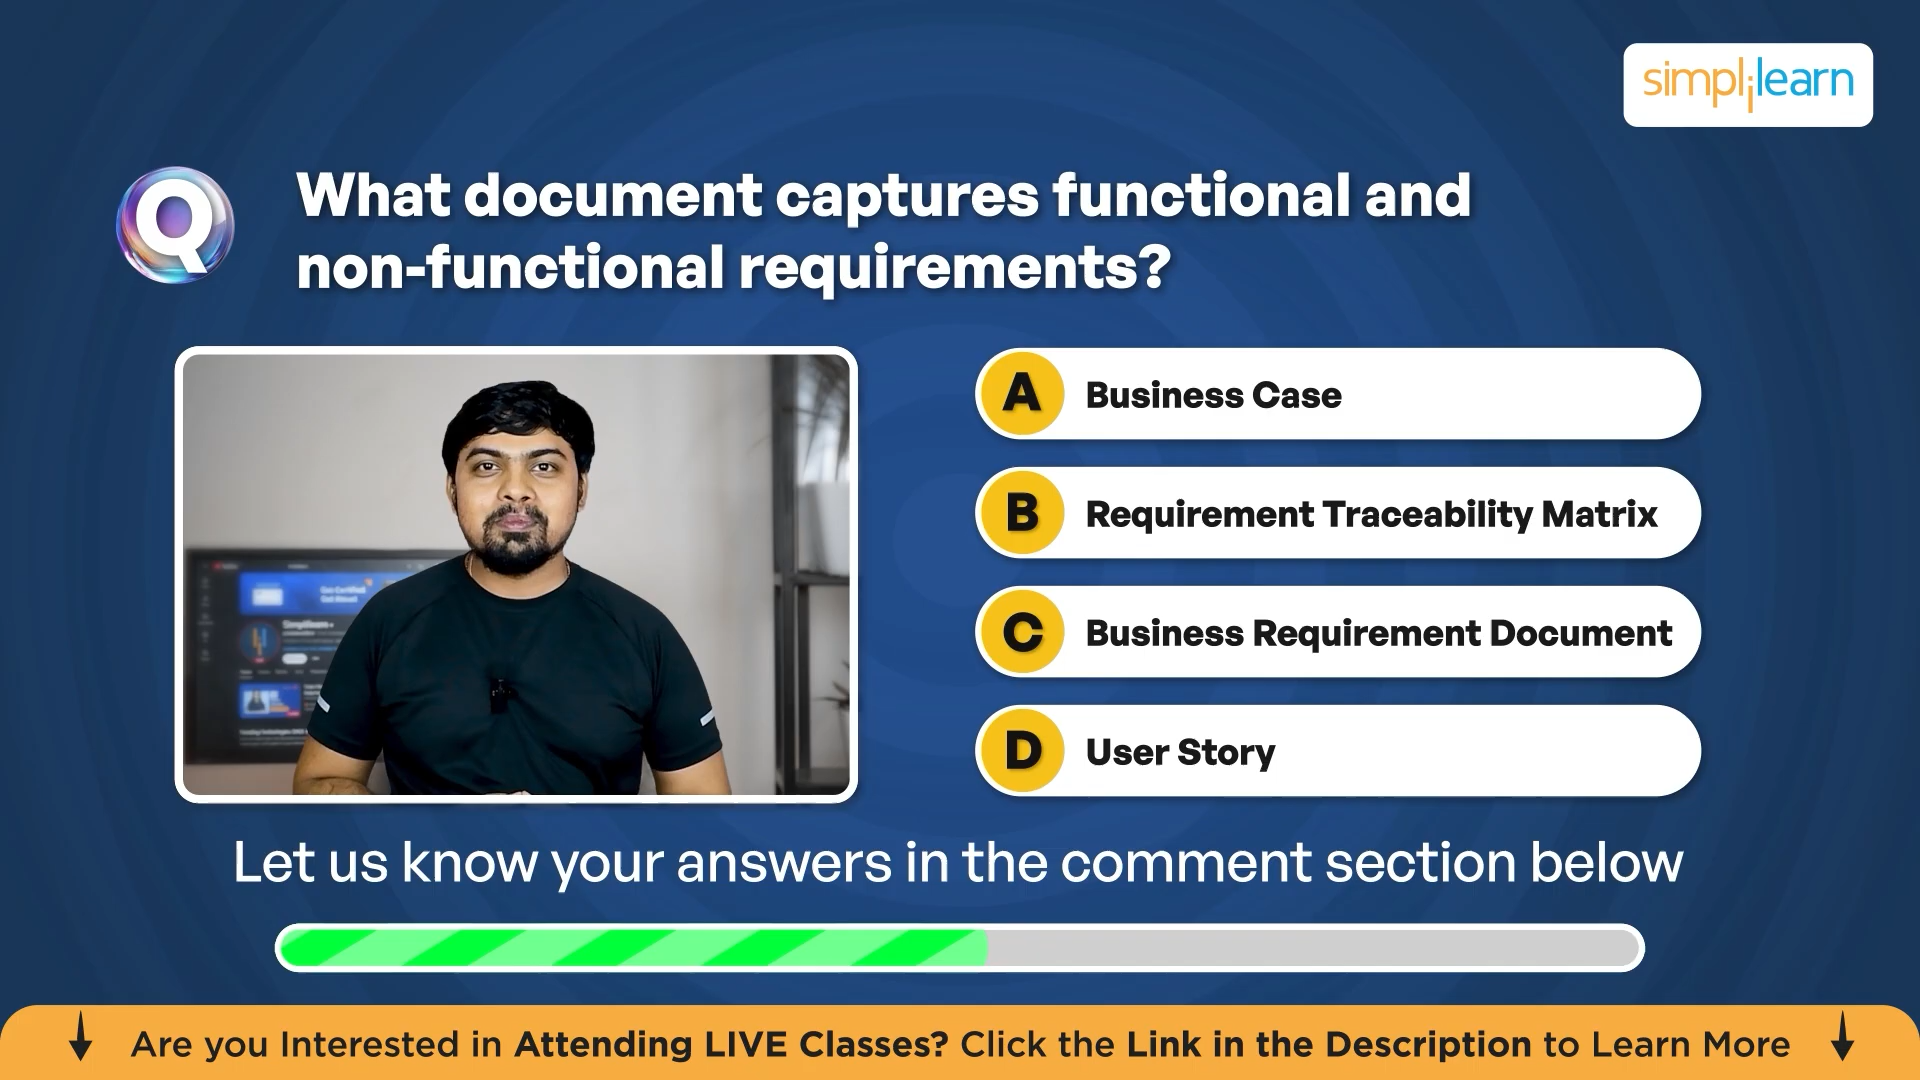 simplilearn
Q
What document captures functional and
non-functional requirements?
A Business Case
B Requirement Traceability Matrix
C Business Requirement Document
D User Story
Let us know your answers in the comment section below
Are you Interested in Attending LIVE Classes? Click the Link in the Description to Learn More